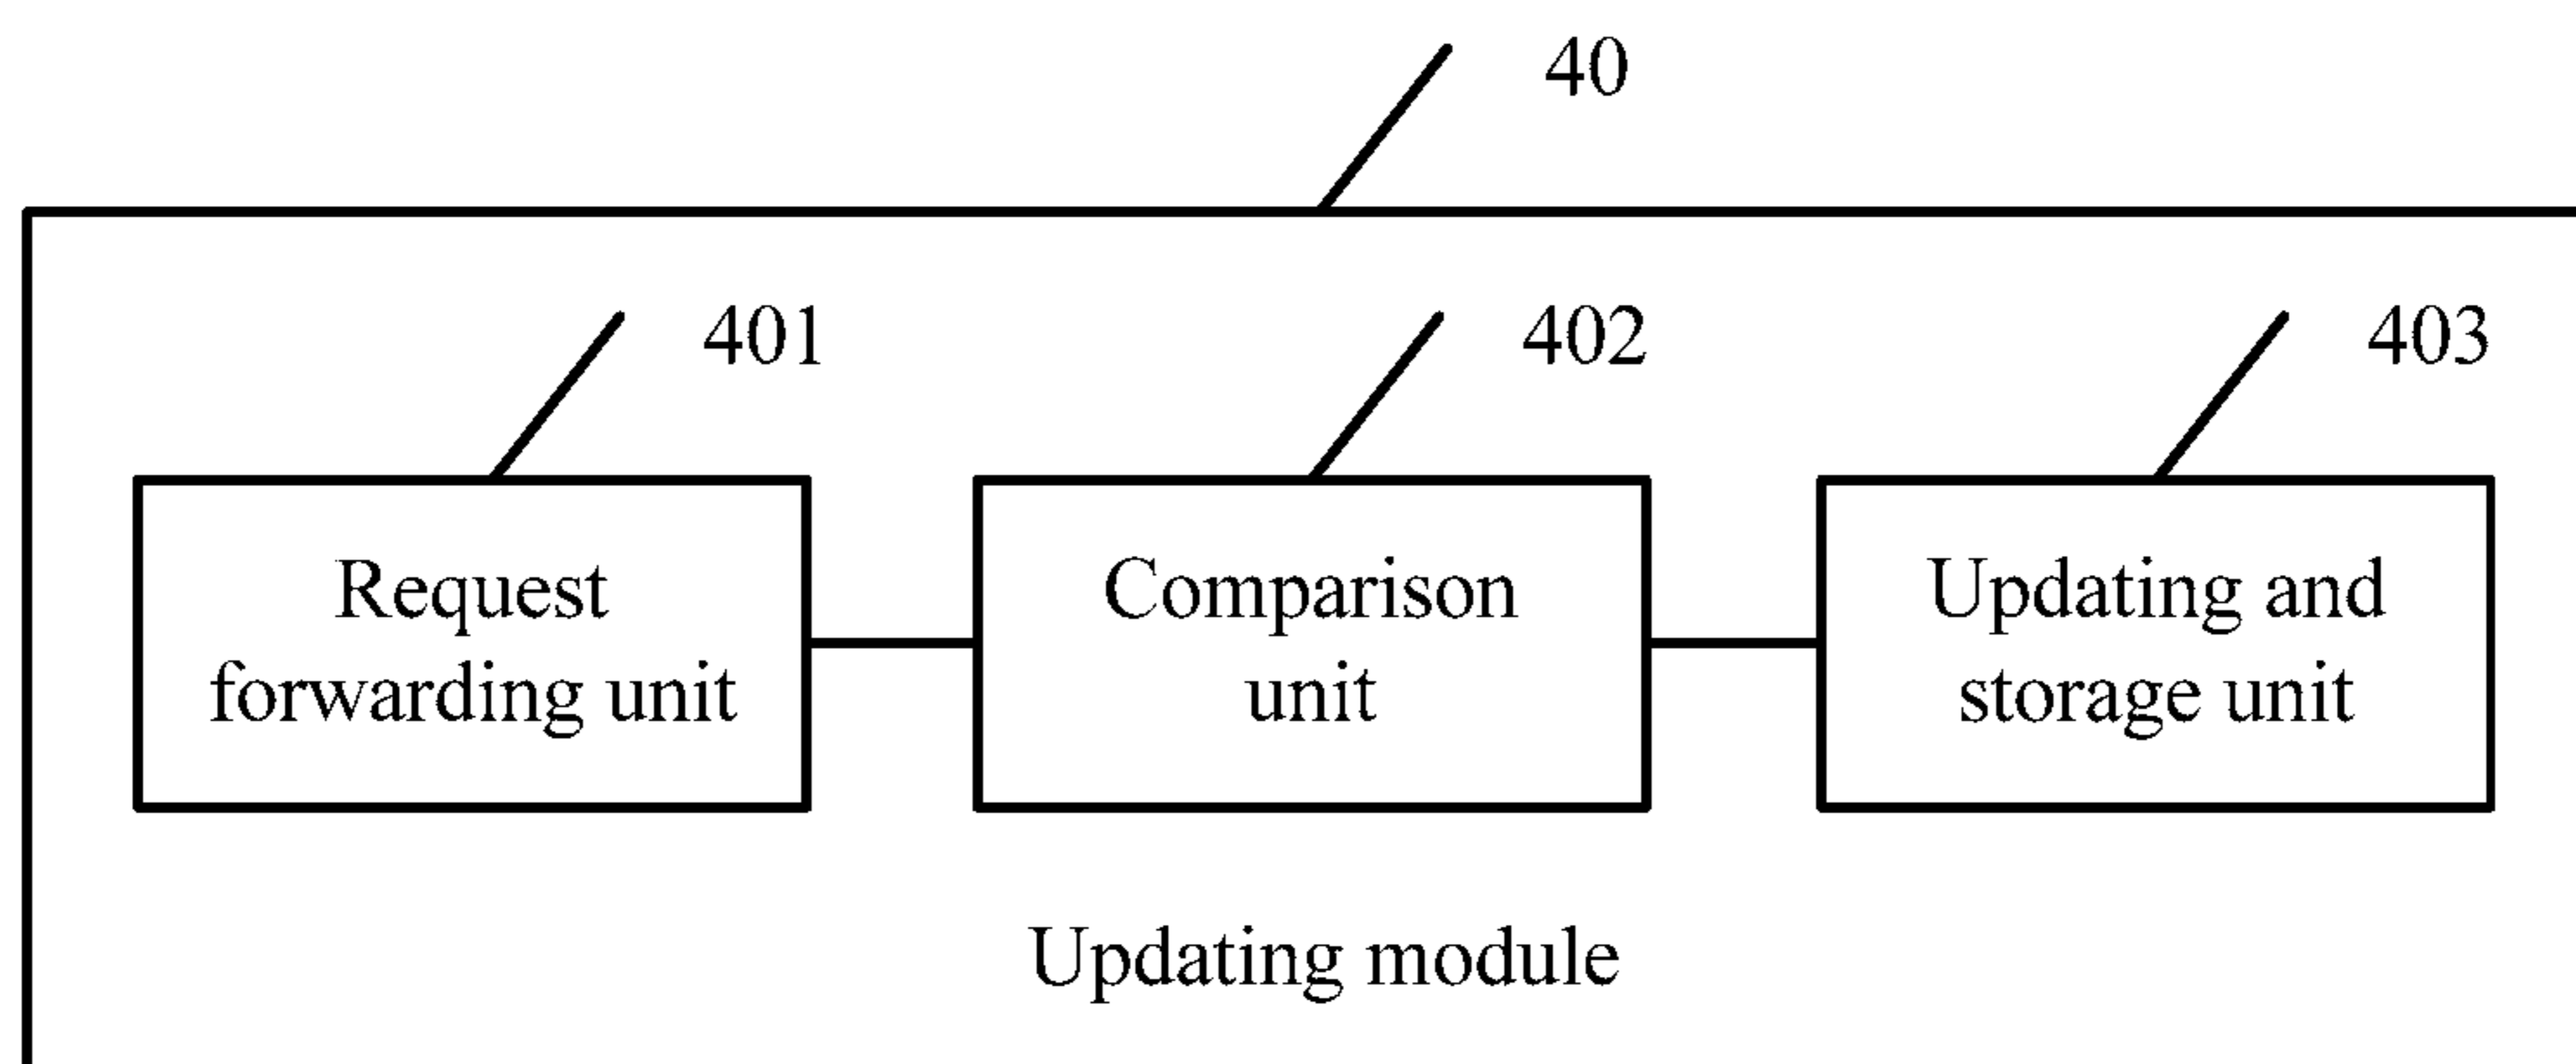 40
401
402
403
Request
forwarding unit
Comparison
unit
Updating and
storage unit
Updating module